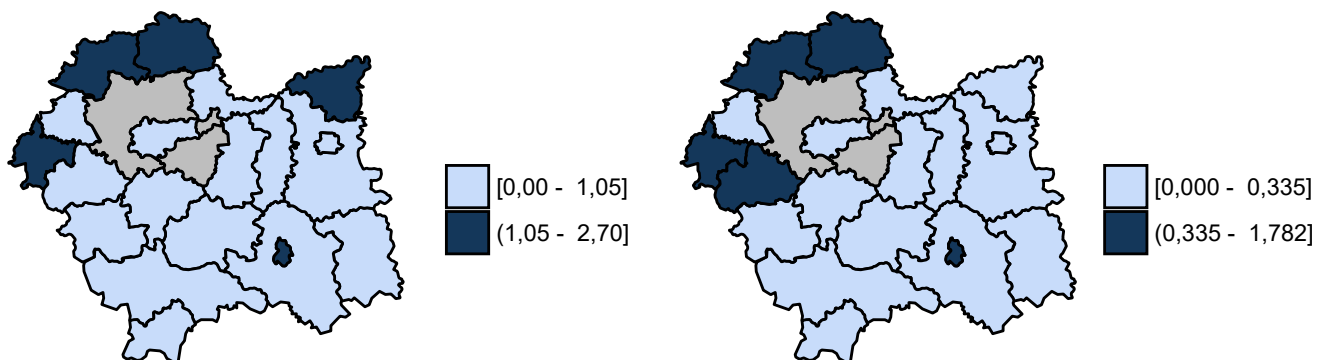 [0,00 - 1,05]
(1,05 - 2,70]
[0,000 - 0,335]
(0,335 - 1,782]